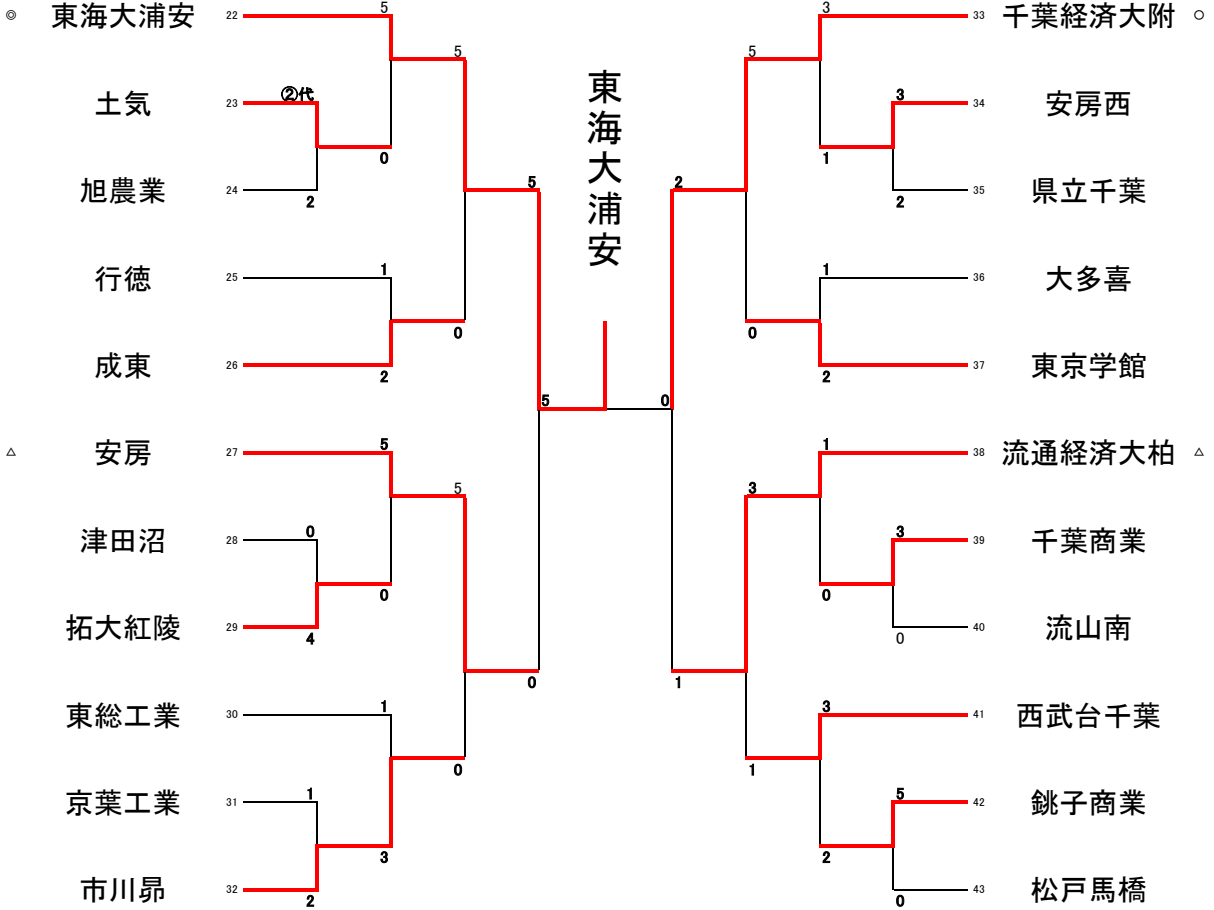 ◎ 東海大浦安 22 5 3 33 千葉経済大附 ○
5 5
東海大浦安
土気 23 ②代 3 34 安房西
0 1
旭農業 24 2 5 2 2 35 県立千葉
行徳 25 1 1 36 大多喜
0 0
成東 26 2 2 37 東京学館
5 0
△ 安房 27 5 1 38 流通経済大柏 △
5 3
津田沼 28 0 3 39 千葉商業
0 0
拓大紅陵 29 4 0 40 流山南
0 1
東総工業 30 1 3 41 西武台千葉
0 1
京葉工業 31 1 5 42 銚子商業
3 2
市川昴 32 2 0 43 松戸馬橋